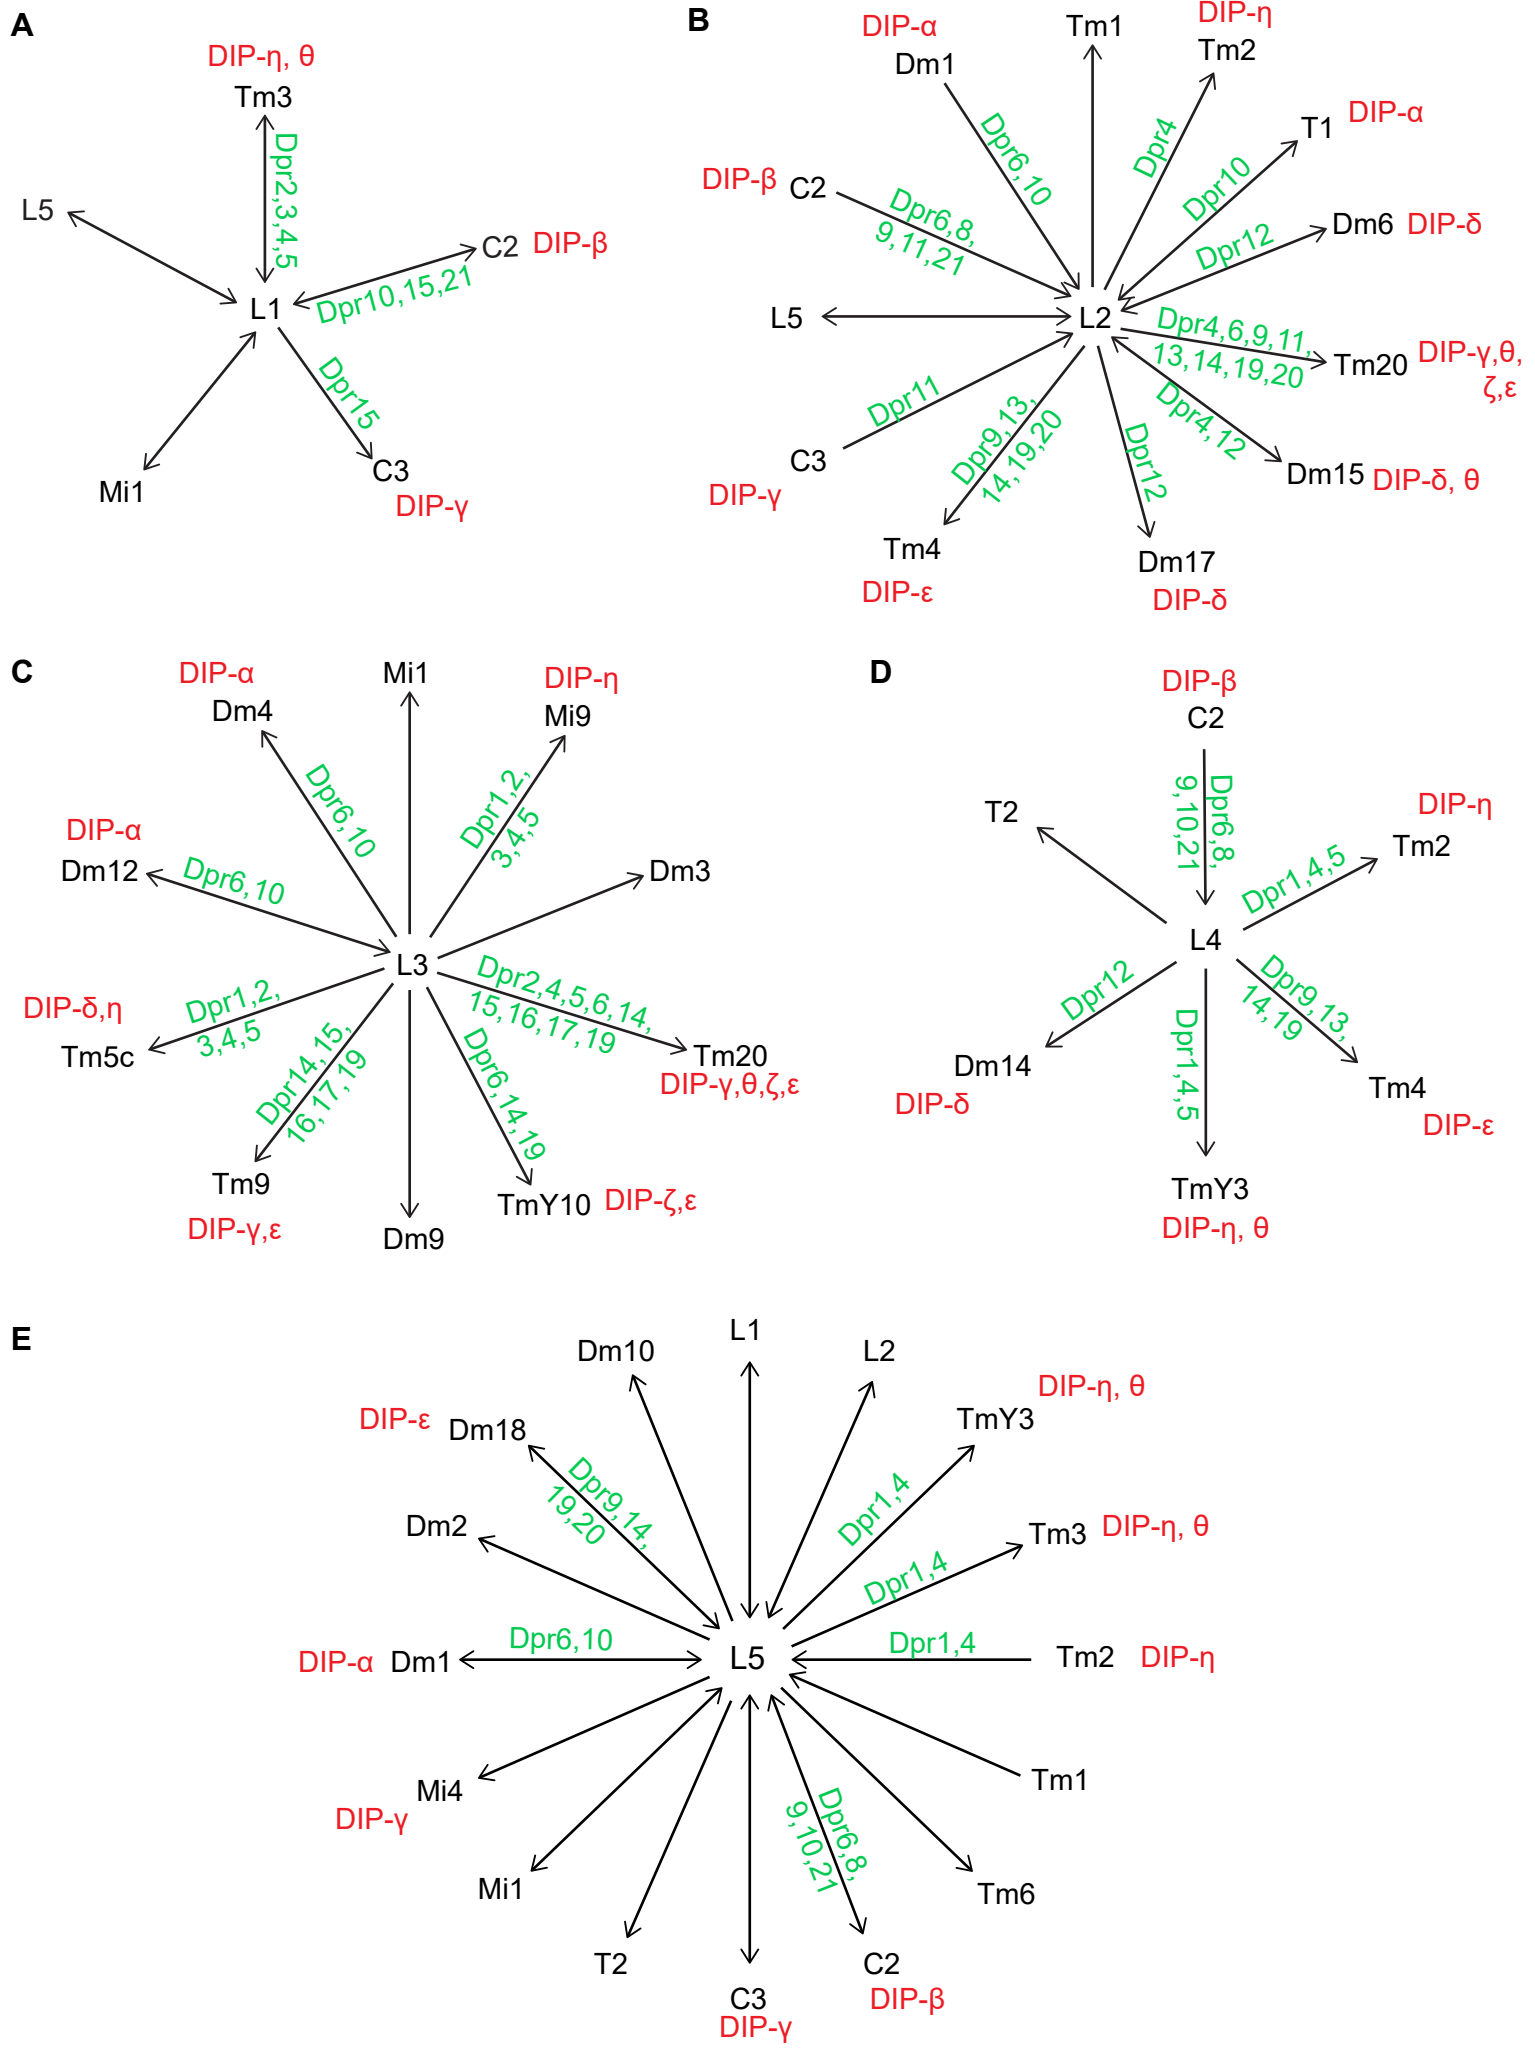 A
DIP-η, θ
Tm3
Dpr2,3,4,5
L5
C2 DIP-β
Dpr10,15,21
L1
Dpr15
Mi1
C3
DIP-γ
B
DIP-α
Dm1
Tm1
DIP-η
Tm2
T1 DIP-α
Dpr6,10
Dpr4
Dpr10
DIP-β C2
Dpr6,8,
9,11,21
Dpr12
Dm6 DIP-δ
L5
L2
Dpr4,6,9,11,
13,14,19,20
Tm20
DIP-γ,θ,
ζ,ε
Dpr11
C3
DIP-γ
Dpr9,13,
14,19,20
Dpr12
Dpr4,12
Dm15 DIP-δ, θ
Tm4
DIP-ε
Dm17
DIP-δ
C
DIP-α
Dm4
Mi1
DIP-η
Mi9
Dpr6,10
Dpr1,2,
3,4,5
DIP-α
Dm12
Dpr6,10
Dm3
L3
DIP-δ,η
Tm5c
Dpr1,2,
3,4,5
Dpr2,4,5,6,14,
15,16,17,19
Tm20
DIP-γ,θ,ζ,ε
Dpr14,15,
16,17,19
Dpr6,14,19
Tm9
DIP-γ,ε
Dm9
TmY10 DIP-ζ,ε
D
DIP-β
C2
Dpr6,8,
9,10,21
T2
DIP-η
Tm2
Dpr1,4,5
L4
Dpr12
Dpr9,13,
14,19
Dpr1,4,5
Dm14
DIP-δ
Tm4
DIP-ε
TmY3
DIP-η, θ
E
Dm10
L1
L2
DIP-η, θ
TmY3
DIP-ε Dm18
Dpr9,14,
19,20
Dpr1,4
Dm2
Tm3 DIP-η, θ
Dpr1,4
DIP-α Dm1
Dpr6,10
L5
Dpr1,4
Tm2 DIP-η
Mi4
DIP-γ
Tm1
Dpr6,8,
9,10,21
Mi1
Tm6
T2
C3
DIP-γ
C2
DIP-β